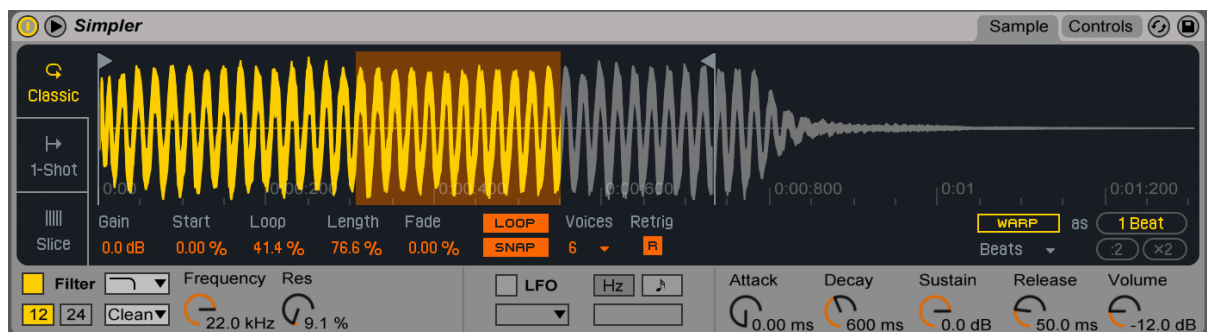 Simpler
Sample Controls
Classic
1-Shot
Slice
0:00 0:00:200 0:00:400 0:00:600 0:00:800 0:01 0:01:200
Gain Start Loop Length Fade LOOP Voices Retrig WARP as 1 Beat
0.0 dB 0.00 % 41.4 % 76.6 % 0.00 % SNAP 6 R Beats :2 ×2
Filter Frequency Res LFO Hz Attack Decay Sustain Release Volume
12 24 Clean 22.0 kHz 9.1 % 0.00 ms 600 ms 0.0 dB 50.0 ms -12.0 dB